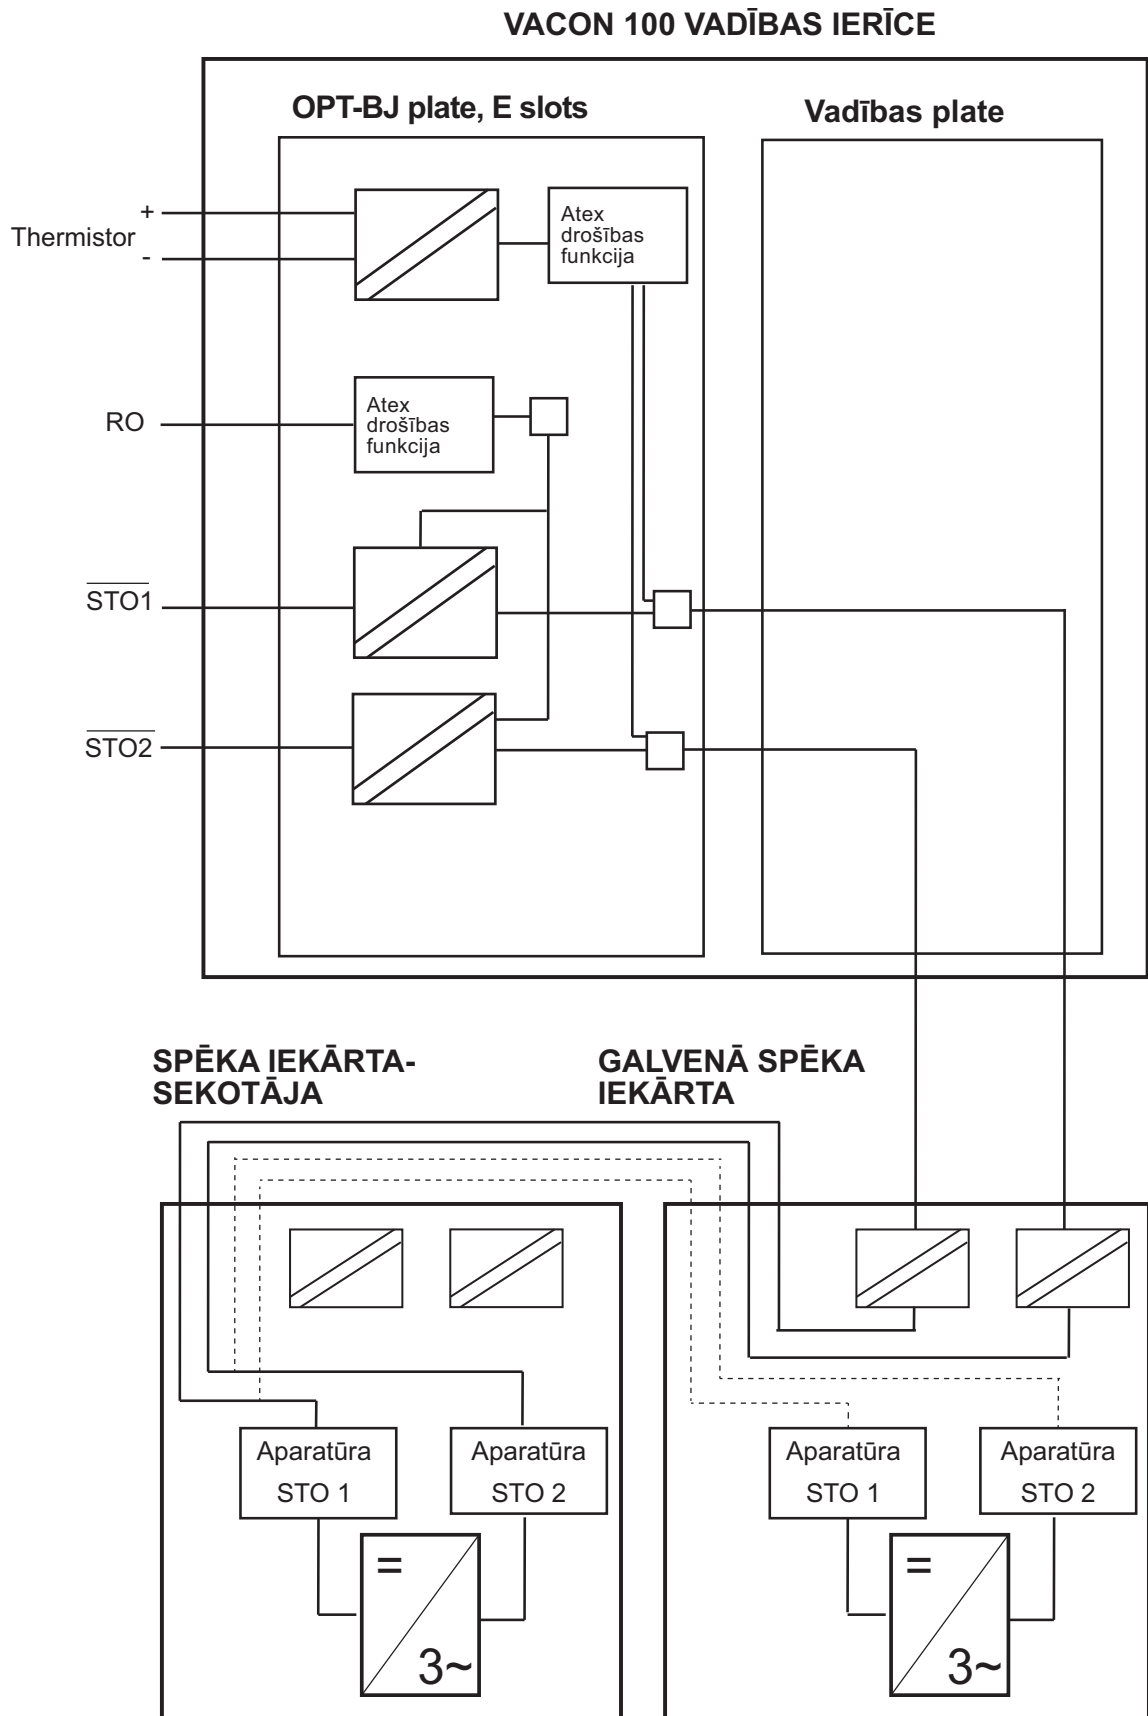 VACON 100 VADĪBAS IERĪCE
OPT-BJ plate, E slots
Vadības plate
+
Thermistor
-
Atex
drošības
funkcija
RO
Atex
drošības
funkcija
STO1
STO2
SPĒKA IEKĀRTA-
SEKOTĀJA
GALVENĀ SPĒKA
IEKĀRTA
Aparatūra
STO 1
Aparatūra
STO 2
Aparatūra
STO 1
Aparatūra
STO 2
=
3~
=
3~